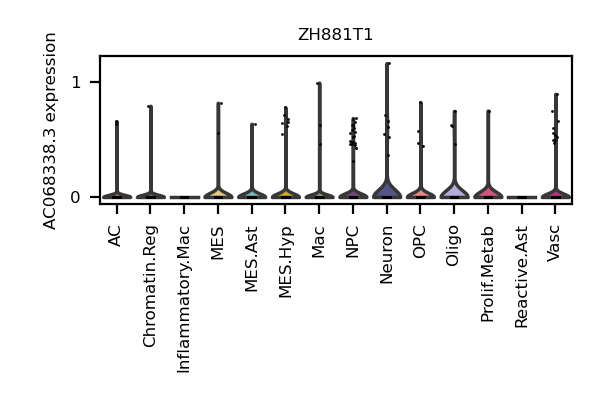 ZH881T1
AC068338.3 expression
1
0
AC
Chromatin.Reg
Inflammatory.Mac
MES
MES.Ast
MES.Hyp
Mac
NPC
Neuron
OPC
Oligo
Prolif.Metab
Reactive.Ast
Vasc